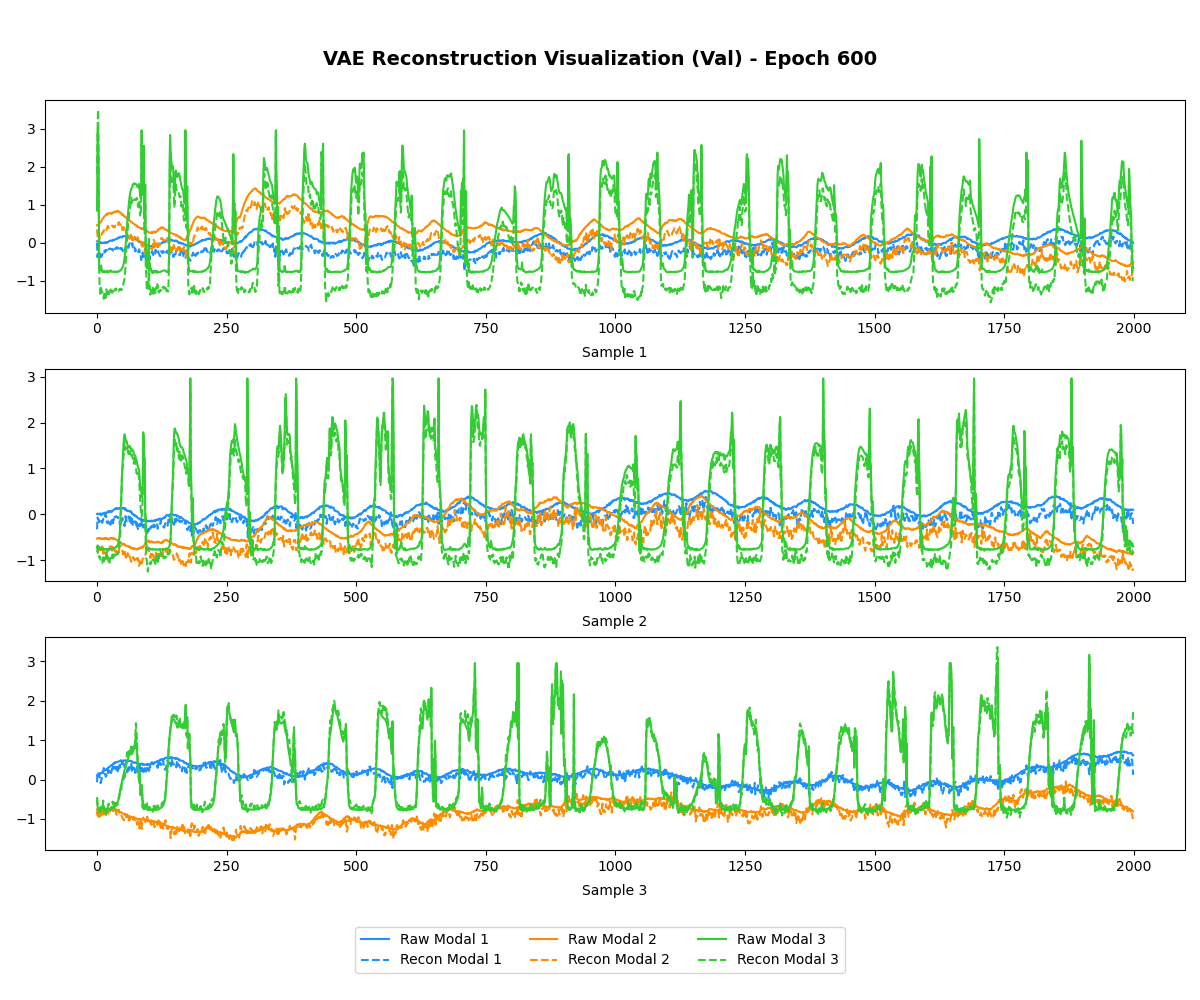 VAE Reconstruction Visualization (Val) - Epoch 600
3
2
1
0
−1
0 250 500 750 1000 1250 1500 1750 2000
Sample 1
3
2
1
0
−1
0 250 500 750 1000 1250 1500 1750 2000
Sample 2
3
2
1
0
−1
0 250 500 750 1000 1250 1500 1750 2000
Sample 3
Raw Modal 1 Raw Modal 2 Raw Modal 3
Recon Modal 1 Recon Modal 2 Recon Modal 3